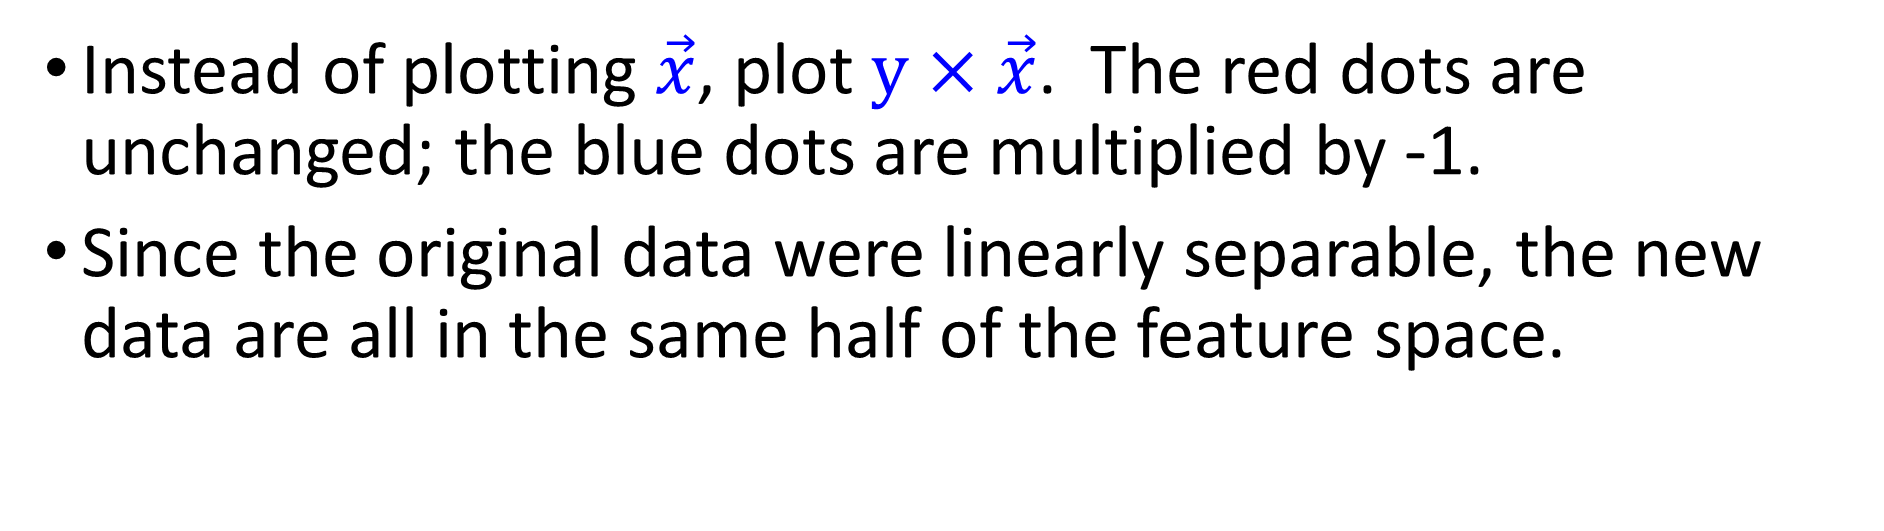 • Instead of plotting x⃗, plot y × x⃗. The red dots are
unchanged; the blue dots are multiplied by -1.
• Since the original data were linearly separable, the new
data are all in the same half of the feature space.